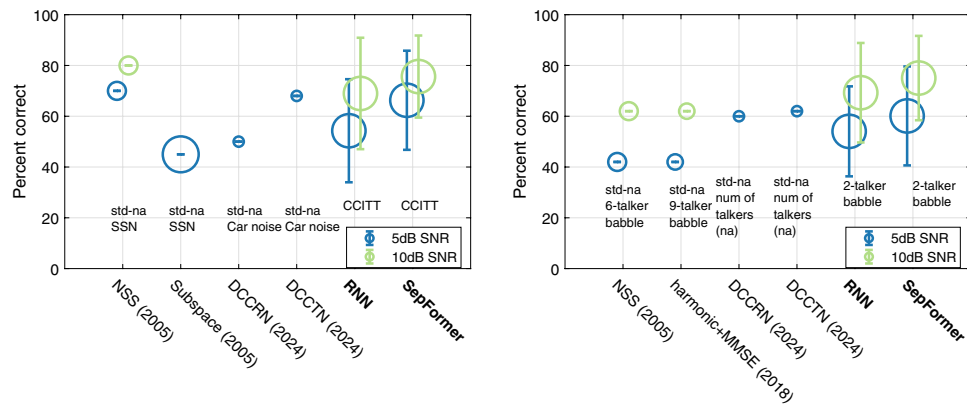 Percent correct
100
80
60
40
20
0
std-na
SSN
std-na
SSN
std-na
Car noise
std-na
Car noise
CCITT
CCITT
5dB SNR
10dB SNR
NSS (2005)
Subspace (2005)
DCCRN (2024)
DCCTN (2024)
RNN
SepFormer
Percent correct
100
80
60
40
20
0
std-na
6-talker
babble
std-na
9-talker
babble
std-na
num of
talkers
(na)
std-na
num of
talkers
(na)
2-talker
babble
2-talker
babble
5dB SNR
10dB SNR
NSS (2005)
harmonic+MMSE (2018)
DCCRN (2024)
DCCTN (2024)
RNN
SepFormer